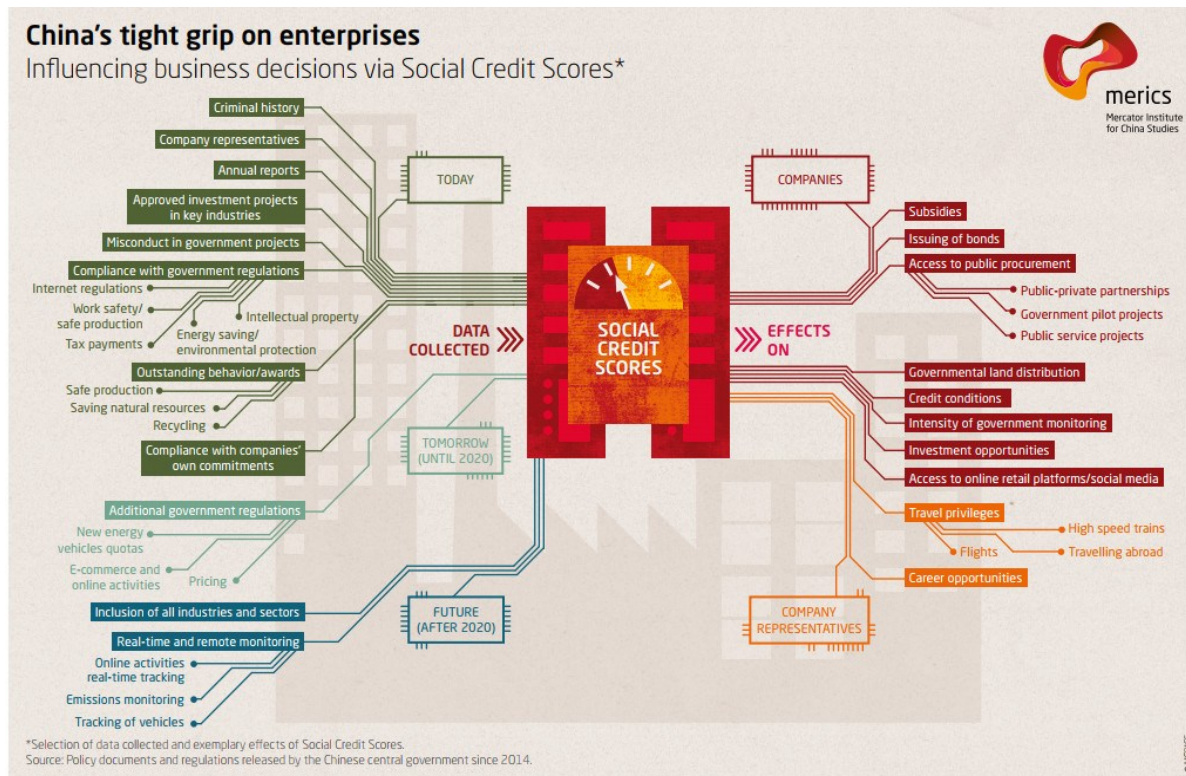 China's tight grip on enterprises
Influencing business decisions via Social Credit Scores*
merics
Mercator Institute
for China Studies
Criminal history
Company representatives
Annual reports
Approved investment projects
in key industries
Misconduct in government projects
Compliance with government regulations
Internet regulations
Work safety/
safe production
Tax payments
Energy saving/
environmental protection
Intellectual property
Outstanding behavior/awards
Safe production
Saving natural resources
Recycling
Compliance with companies'
own commitments
TODAY
DATA
COLLECTED
TOMORROW
(UNTIL 2020)
Additional government regulations
New energy
vehicles quotas
E-commerce and
online activities
Pricing
Inclusion of all industries and sectors
Real-time and remote monitoring
Online activities
real-time tracking
Emissions monitoring
Tracking of vehicles
FUTURE
(AFTER 2020)
SOCIAL
CREDIT
SCORES
EFFECTS
ON
COMPANIES
Subsidies
Issuing of bonds
Access to public procurement
Public-private partnerships
Government pilot projects
Public service projects
Governmental land distribution
Credit conditions
Intensity of government monitoring
Investment opportunities
Access to online retail platforms/social media
Travel privileges *
High speed trains
Flights
Travelling abroad
Career opportunities
COMPANY
REPRESENTATIVES
*Selection of data collected and exemplary effects of Social Credit Scores.
Source: Policy documents and regulations released by the Chinese central government since 2014.